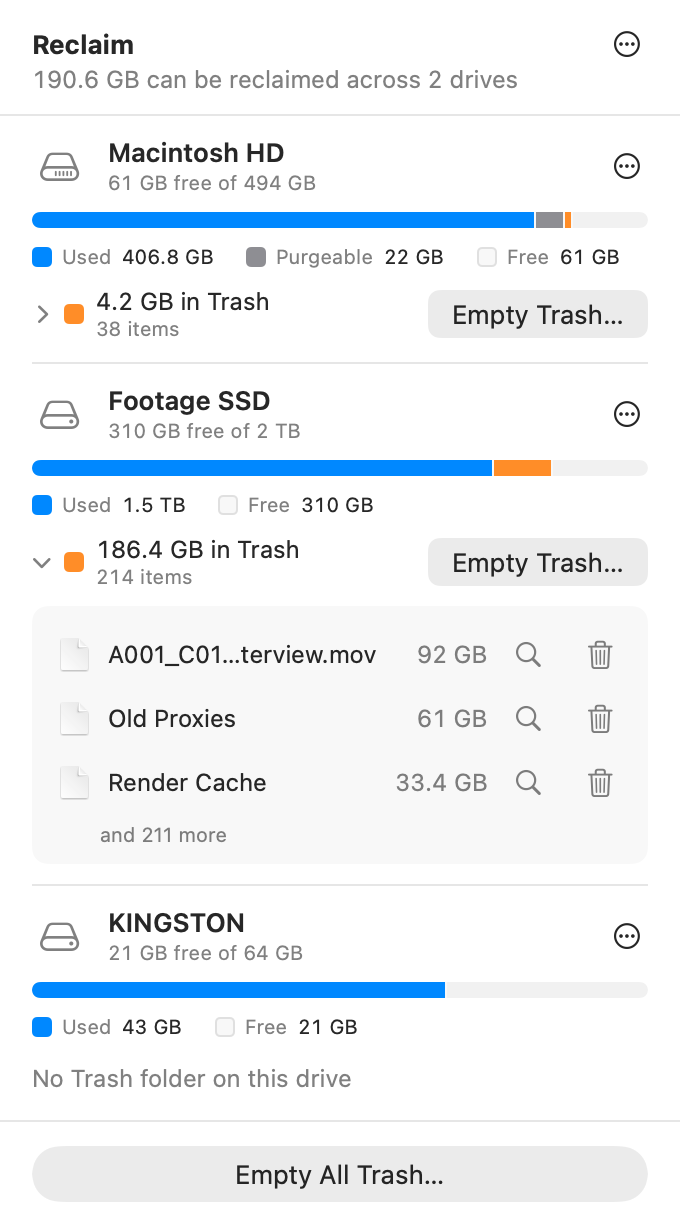 Reclaim
190.6 GB can be reclaimed across 2 drives
Macintosh HD
61 GB free of 494 GB
Used 406.8 GB Purgeable 22 GB Free 61 GB
4.2 GB in Trash
38 items
Empty Trash...
Footage SSD
310 GB free of 2 TB
Used 1.5 TB Free 310 GB
186.4 GB in Trash
214 items
Empty Trash...
A001_C01...terview.mov 92 GB
Old Proxies 61 GB
Render Cache 33.4 GB
and 211 more
KINGSTON
21 GB free of 64 GB
Used 43 GB Free 21 GB
No Trash folder on this drive
Empty All Trash...